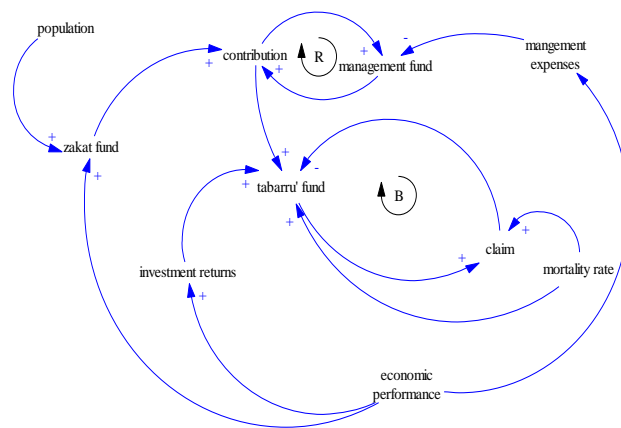 population
contribution
R
management fund
mangement
expenses
zakat fund
tabarru' fund
B
claim
investment returns
mortality rate
economic
performance
+
+
+
+
-
+
-
+
+
+
+
+
+
+